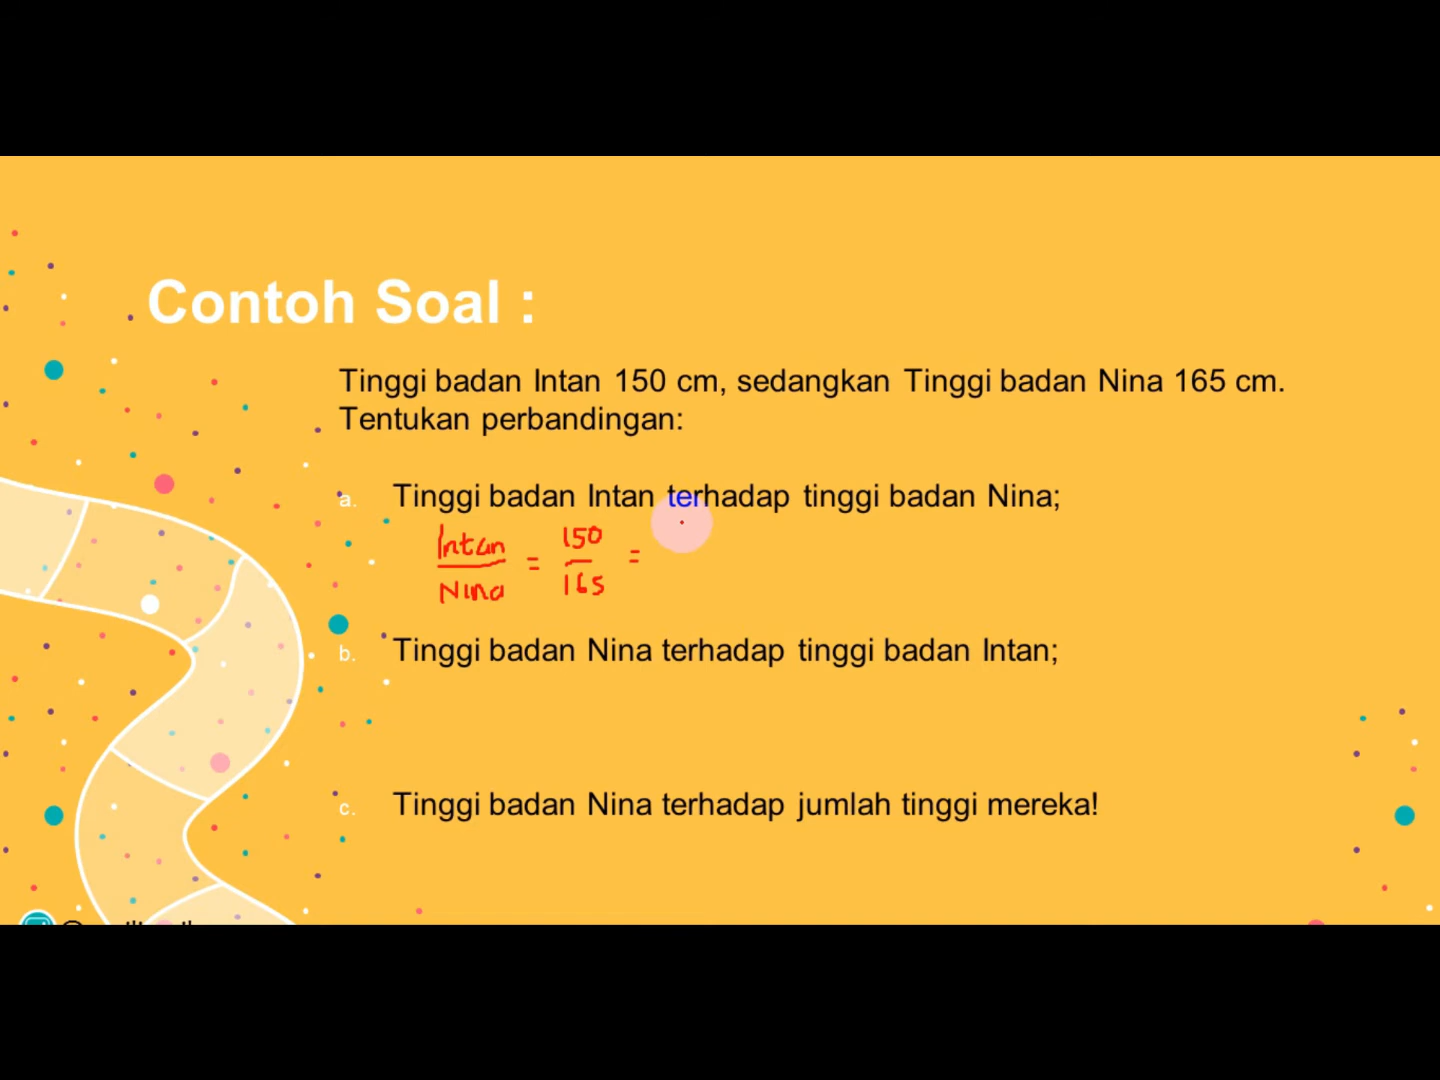 Contoh Soal :
Tinggi badan Intan 150 cm, sedangkan Tinggi badan Nina 165 cm.
Tentukan perbandingan:
a. Tinggi badan Intan terhadap tinggi badan Nina;
Intan
Nina
=
150
165
=
b. Tinggi badan Nina terhadap tinggi badan Intan;
c. Tinggi badan Nina terhadap jumlah tinggi mereka!